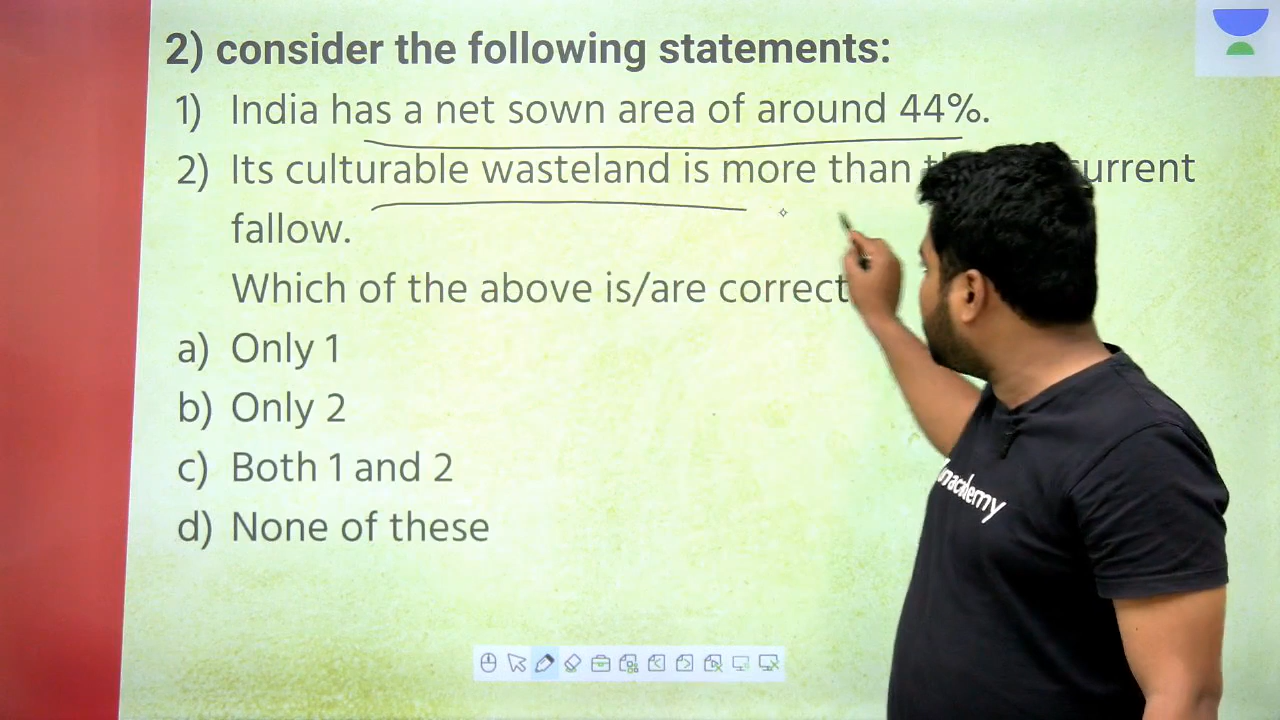 2) consider the following statements:
1) India has a net sown area of around 44%.
2) Its culturable wasteland is more than urrent
fallow.
Which of the above is/are correct
a) Only 1
b) Only 2
c) Both 1 and 2
d) None of these
unacademy